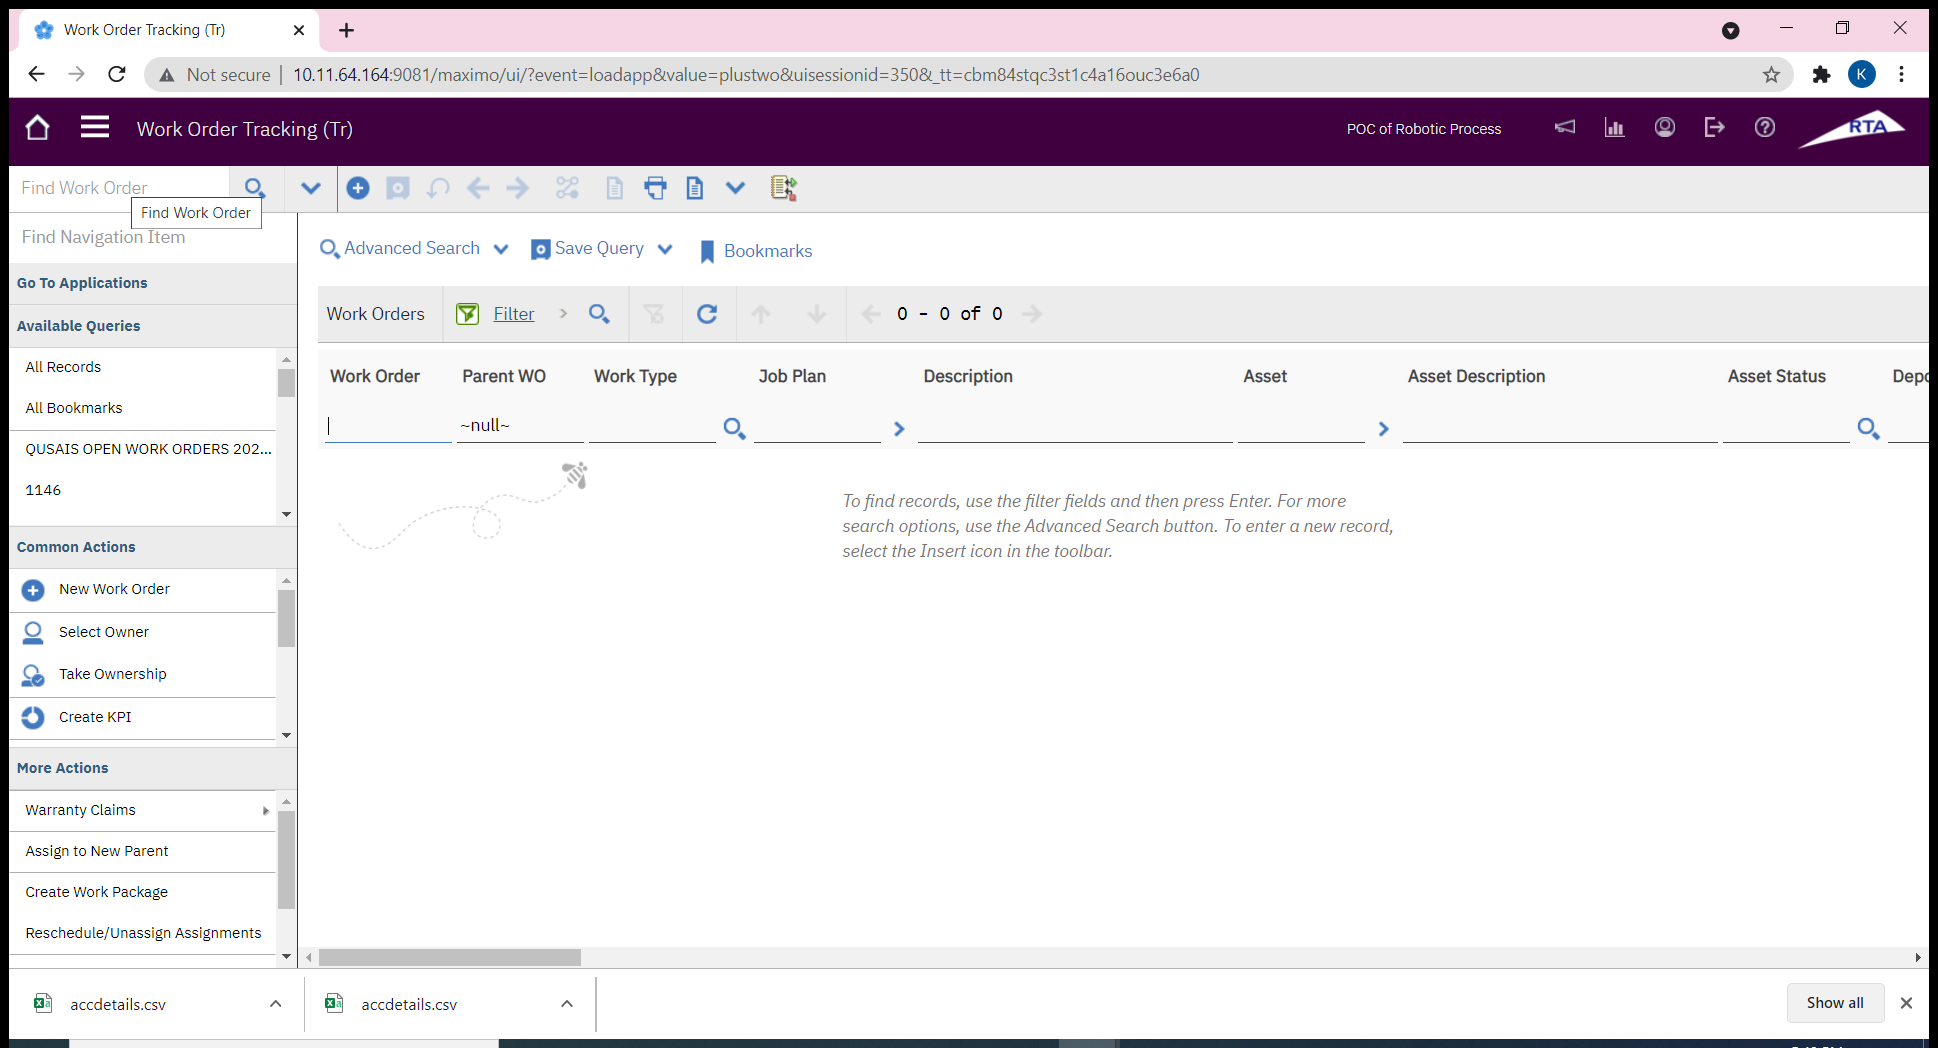 Work Order Tracking (Tr)
Not secure | 10.11.64.164:9081/maximo/ui/?event=loadapp&value=plustwo&uisessionid=350&_tt=cbm84stqc3st1c4a16ouc3e6a0
K
Work Order Tracking (Tr)
POC of Robotic Process
RTA
Find Work Order
Find Work Order
Find Navigation Item
Go To Applications
Available Queries
All Records
All Bookmarks
QUSAIS OPEN WORK ORDERS 202...
1146
Common Actions
New Work Order
Select Owner
Take Ownership
Create KPI
More Actions
Warranty Claims
Assign to New Parent
Create Work Package
Reschedule/Unassign Assignments
Advanced Search
Save Query
Bookmarks
Work Orders
Filter
0 - 0 of 0
Work Order Parent WO Work Type Job Plan Description Asset Asset Description Asset Status Depo
~null~
To find records, use the filter fields and then press Enter. For more
search options, use the Advanced Search button. To enter a new record,
select the Insert icon in the toolbar.
accdetails.csv
accdetails.csv
Show all